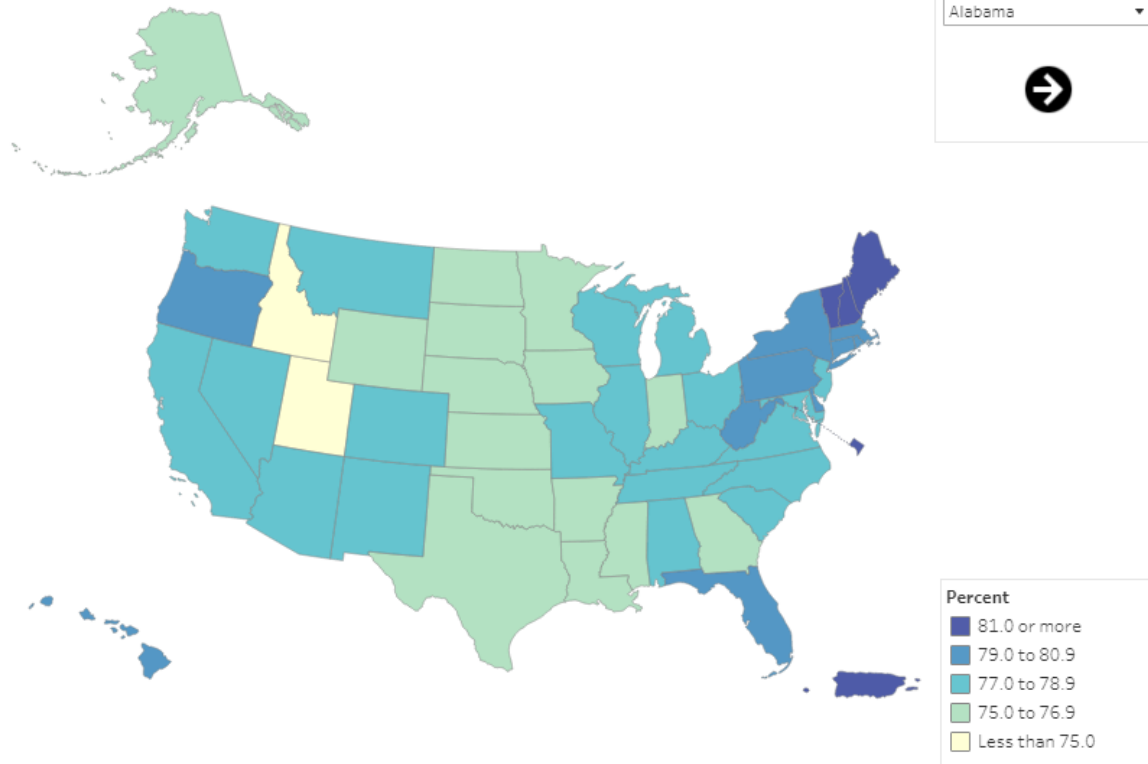 Alabama
Percent
81.0 or more
79.0 to 80.9
77.0 to 78.9
75.0 to 76.9
Less than 75.0